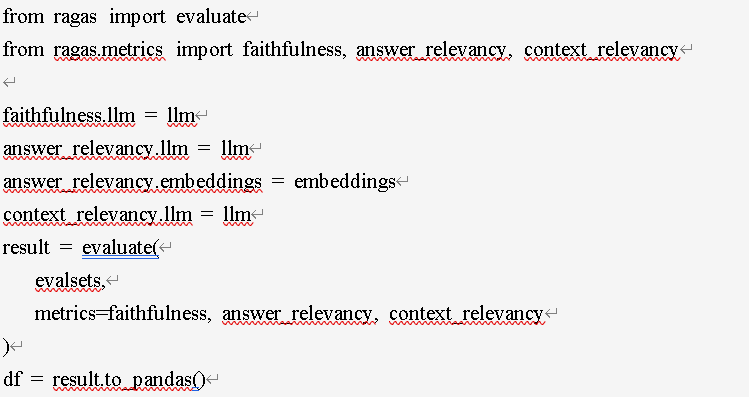 from ragas import evaluate
from ragas.metrics import faithfulness, answer_relevancy, context_relevancy
faithfulness.llm = llm
answer_relevancy.llm = llm
answer_relevancy.embeddings = embeddings
context_relevancy.llm = llm
result = evaluate(
evalsets,
metrics=faithfulness, answer_relevancy, context_relevancy
)
df = result.to_pandas()